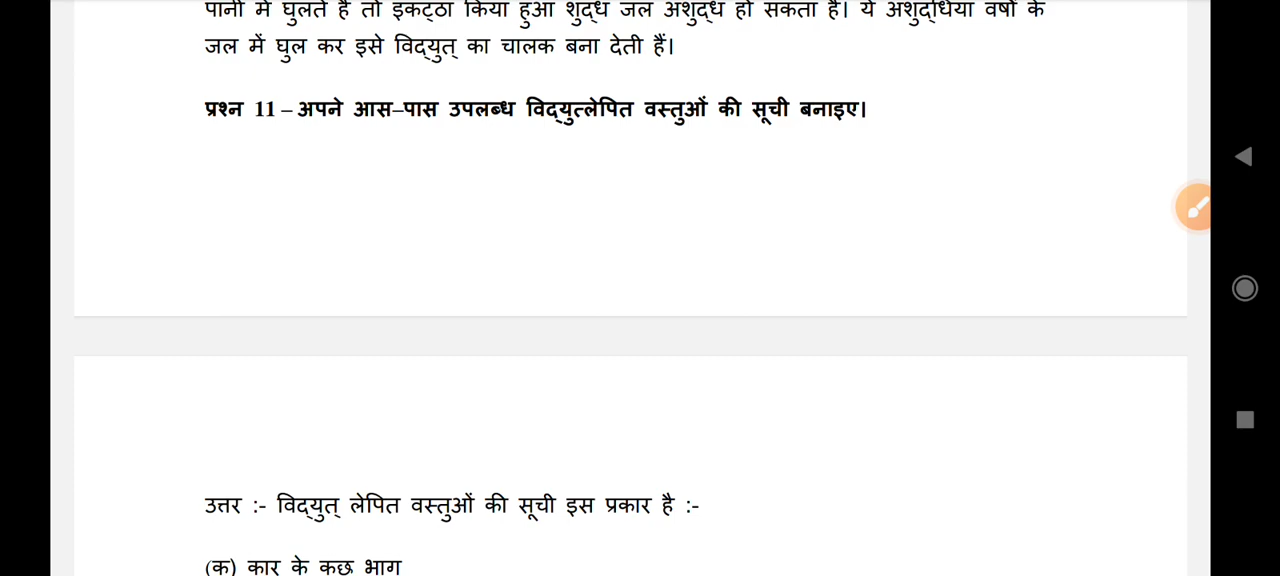 पानी में घुलते हैं तो इकट्ठा किया हुआ शुद्ध जल अशुद्ध हो सकता है। ये अशुद्धियाँ वर्षा के
जल में घुल कर इसे विद्युत् का चालक बना देती हैं।
प्रश्न 11 – अपने आस–पास उपलब्ध विद्युत्लेपित वस्तुओं की सूची बनाइए।
उत्तर :- विद्युत् लेपित वस्तुओं की सूची इस प्रकार है :-
(क) कार के कुछ भाग